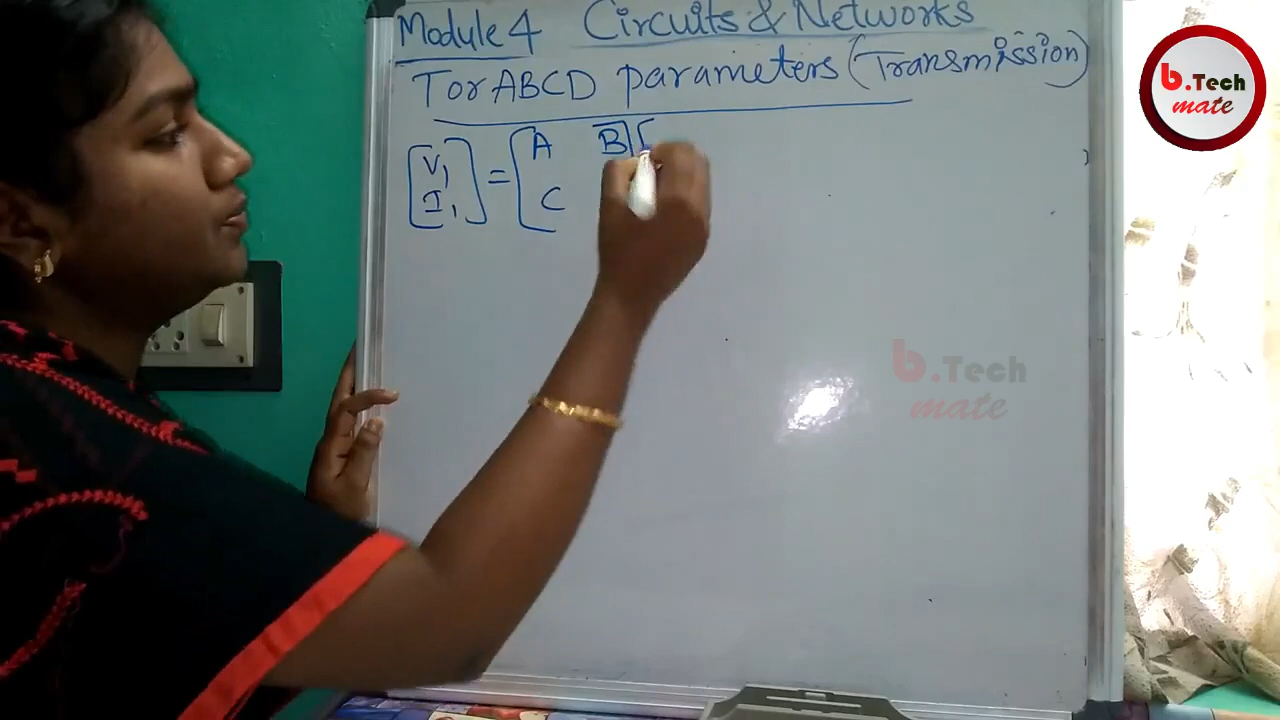 Module 4 Circuits & Networks
T or ABCD parameters (Transmission)
[V1 I1] = [A B C] [
b.Tech
mate
b.Tech
mate